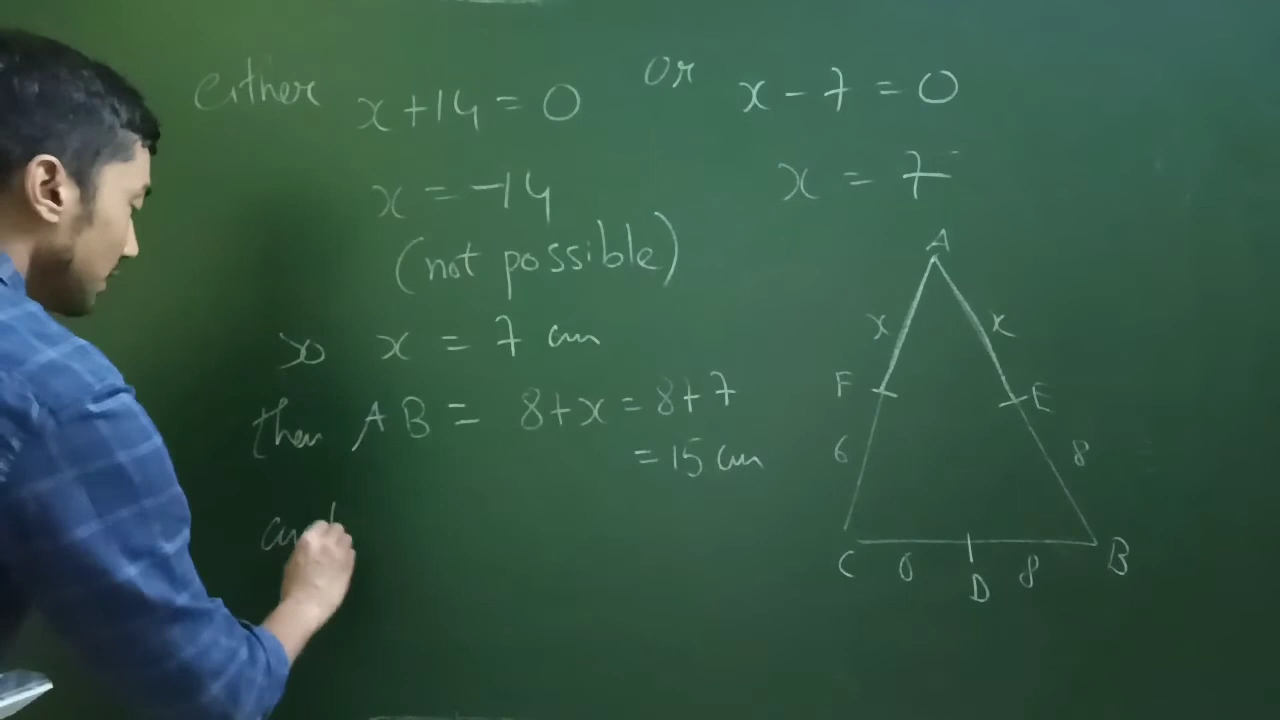 either x + 14 = 0 or x - 7 = 0
x = -14 x = 7
(not possible)
so x = 7 cm
then AB = 8 + x = 8 + 7
= 15 cm
and
A
x x
F E
6 8
C 6 D 8 B